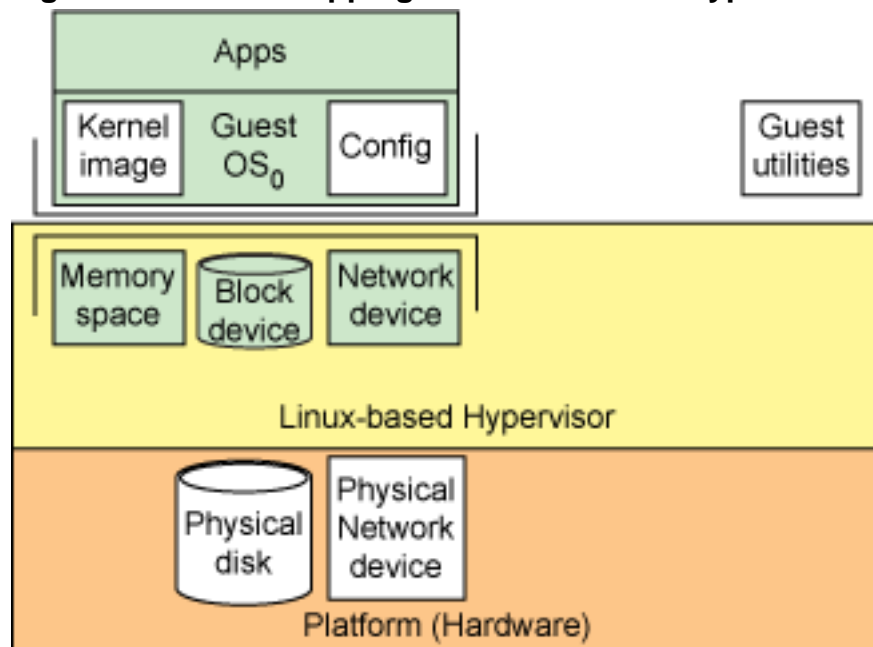 Apps
Kernel
image
Guest
OS0
Config
Guest
utilities
Memory
space
Block
device
Network
device
Linux-based Hypervisor
Physical
disk
Physical
Network
device
Platform (Hardware)